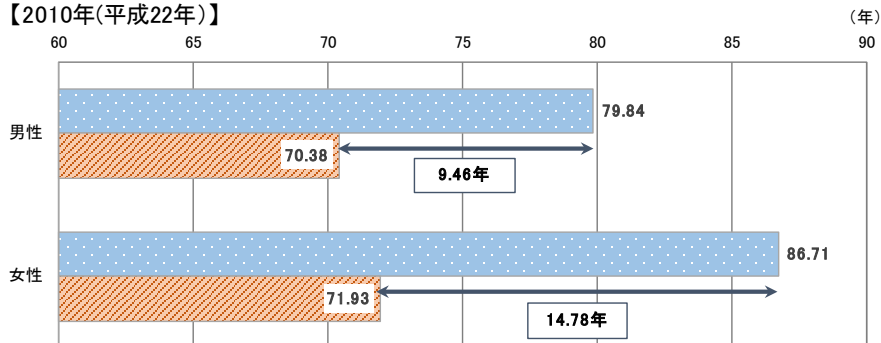 【2010年(平成22年)】
(年)
60 65 70 75 80 85 90
男性
79.84
70.38
9.46年
女性
86.71
71.93
14.78年